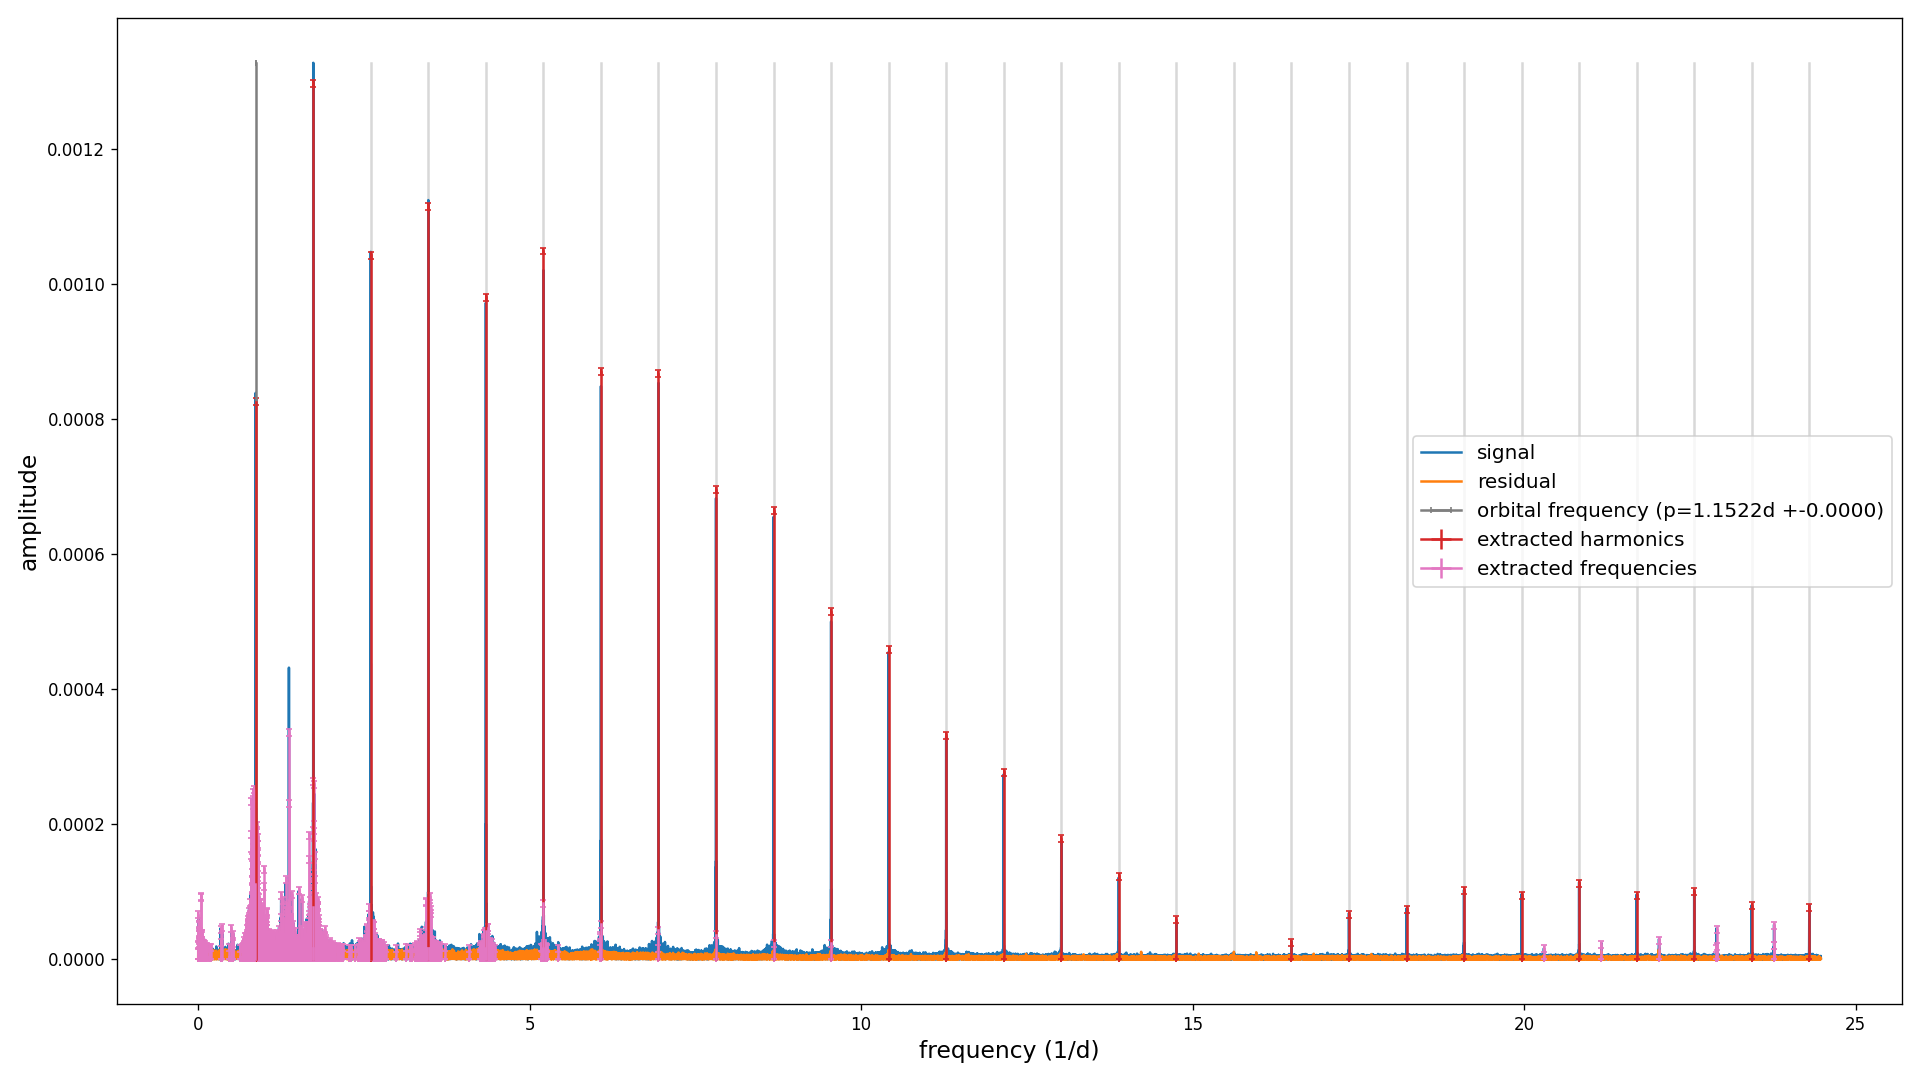 amplitude
0.0012
0.0010
0.0008
0.0006
0.0004
0.0002
0.0000
signal
residual
orbital frequency (p=1.1522d +-0.0000)
extracted harmonics
extracted frequencies
0 5 10 15 20 25
frequency (1/d)